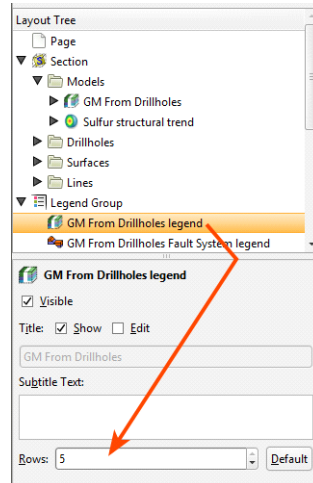 Layout Tree
Page
Section
Models
GM From Drillholes
Sulfur structural trend
Drillholes
Surfaces
Lines
Legend Group
GM From Drillholes legend
GM From Drillholes Fault System legend
GM From Drillholes legend
Visible
Title: Show Edit
GM From Drillholes
Subtitle Text:
Rows: 5 Default